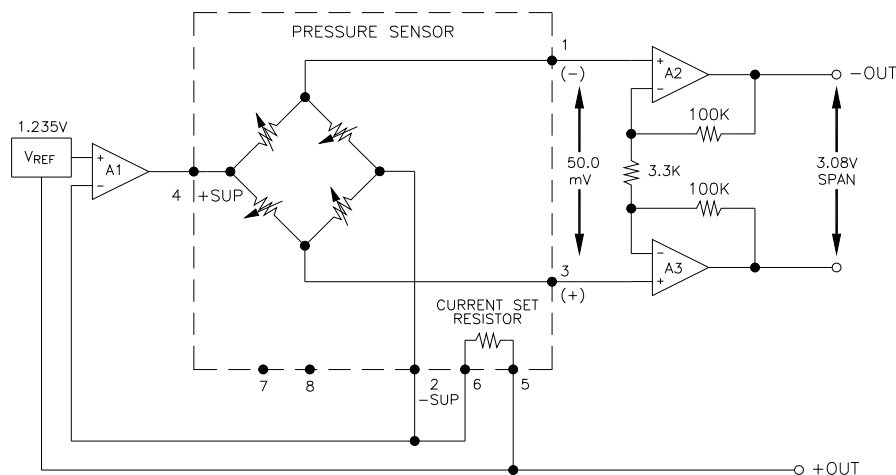 PRESSURE SENSOR
1
(-)
+
A2
-
-OUT
1.235V
VREF
+
A1
-
4
+SUP
100K
50.0
mV
3.3K
3.08V
SPAN
100K
-
A3
+
3
(+)
CURRENT SET
RESISTOR
7
8
2
-SUP
6
5
+OUT